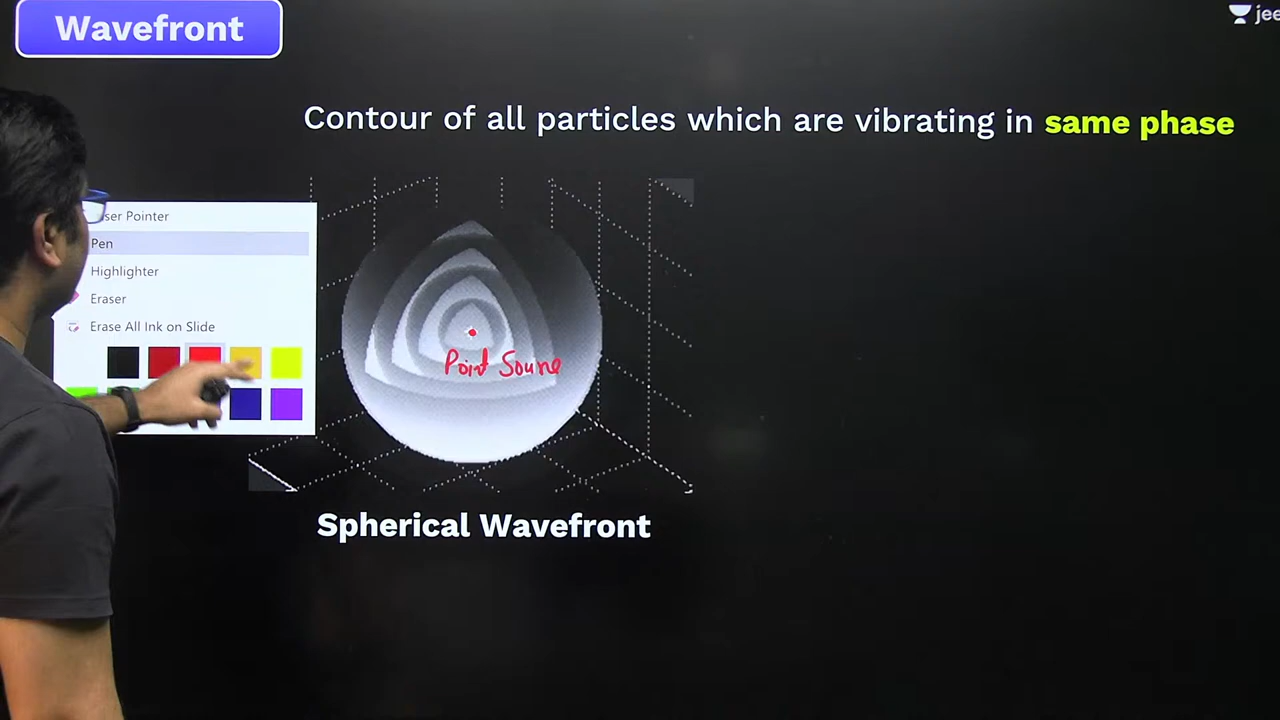 Wavefront
jee
Contour of all particles which are vibrating in same phase
Pointer
Pen
Highlighter
Eraser
Erase All Ink on Slide
Point Source
Spherical Wavefront